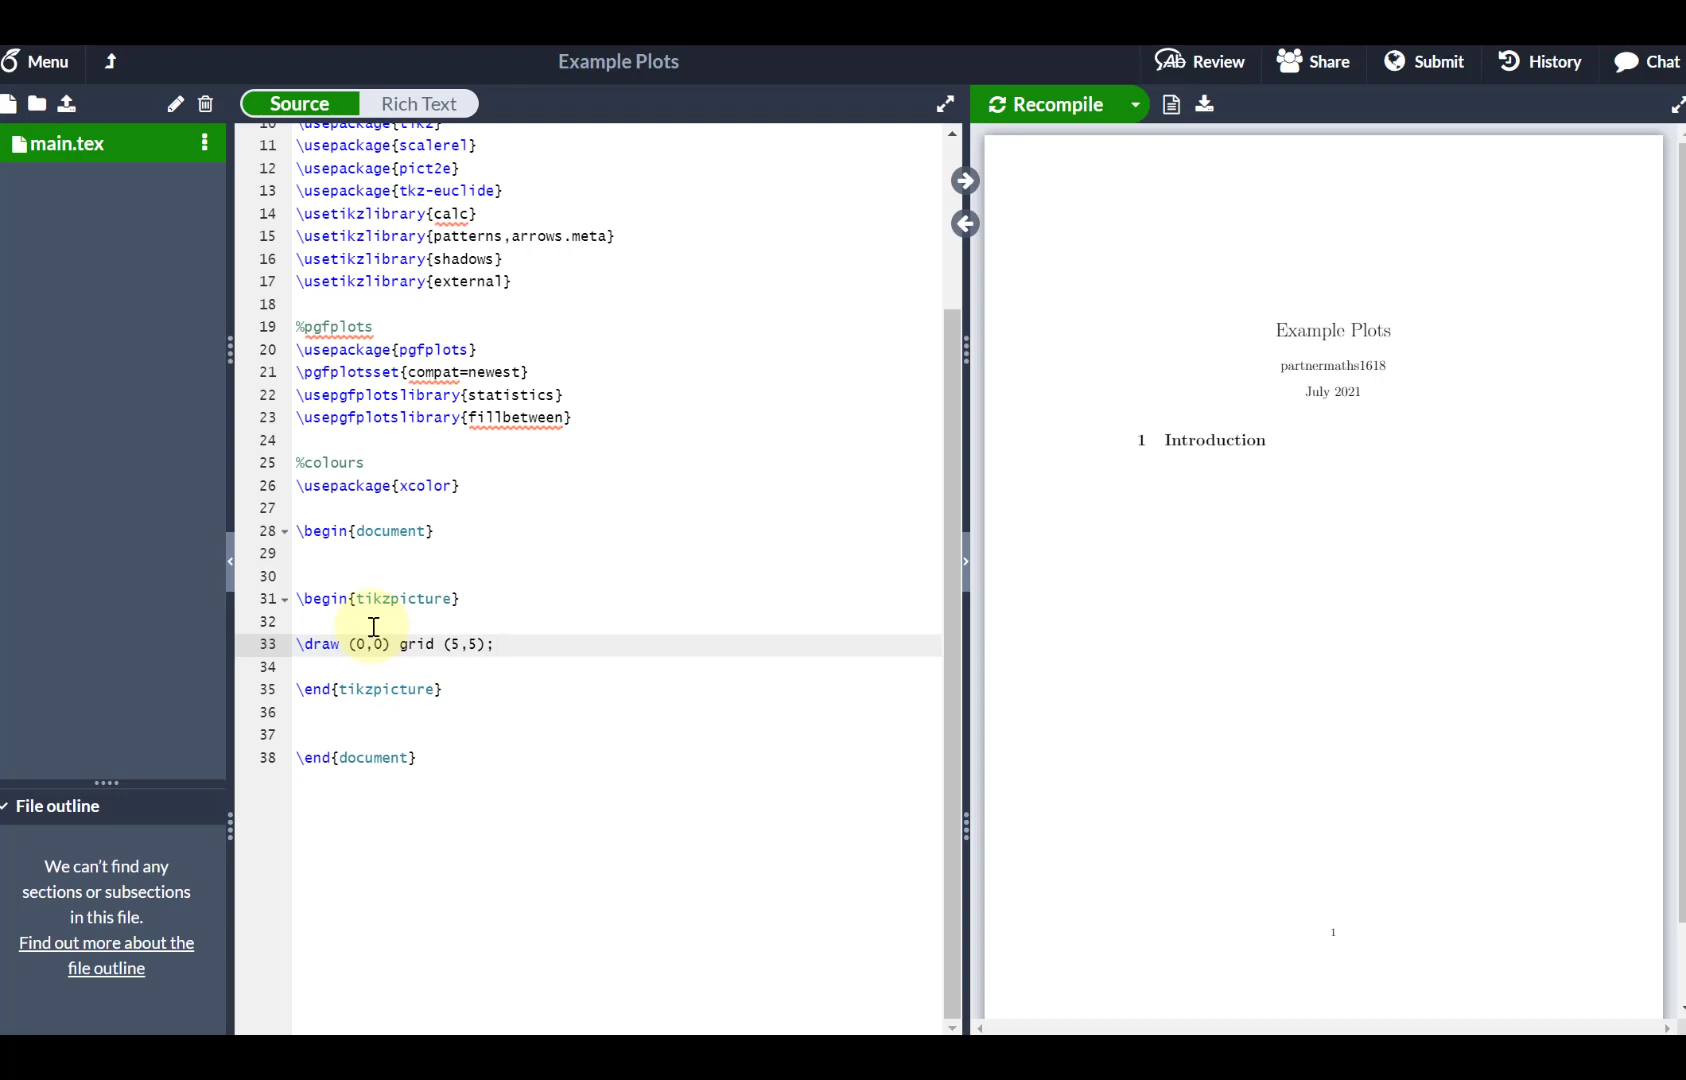 Menu
Example Plots
Review
Share
Submit
History
Chat
Source
Rich Text
Recompile
main.tex
10 \usepackage{tikz}
11 \usepackage{scalerel}
12 \usepackage{pict2e}
13 \usepackage{tkz-euclide}
14 \usetikzlibrary{calc}
15 \usetikzlibrary{patterns,arrows.meta}
16 \usetikzlibrary{shadows}
17 \usetikzlibrary{external}
18
19 %pgfplots
20 \usepackage{pgfplots}
21 \pgfplotsset{compat=newest}
22 \usepgfplotslibrary{statistics}
23 \usepgfplotslibrary{fillbetween}
24
25 %colours
26 \usepackage{xcolor}
27
28 \begin{document}
29
30
31 \begin{tikzpicture}
32
33 \draw (0,0) grid (5,5);
34
35 \end{tikzpicture}
36
37
38 \end{document}
File outline
We can't find any
sections or subsections
in this file.
Find out more about the
file outline
Example Plots
partnermaths1618
July 2021
1 Introduction
1